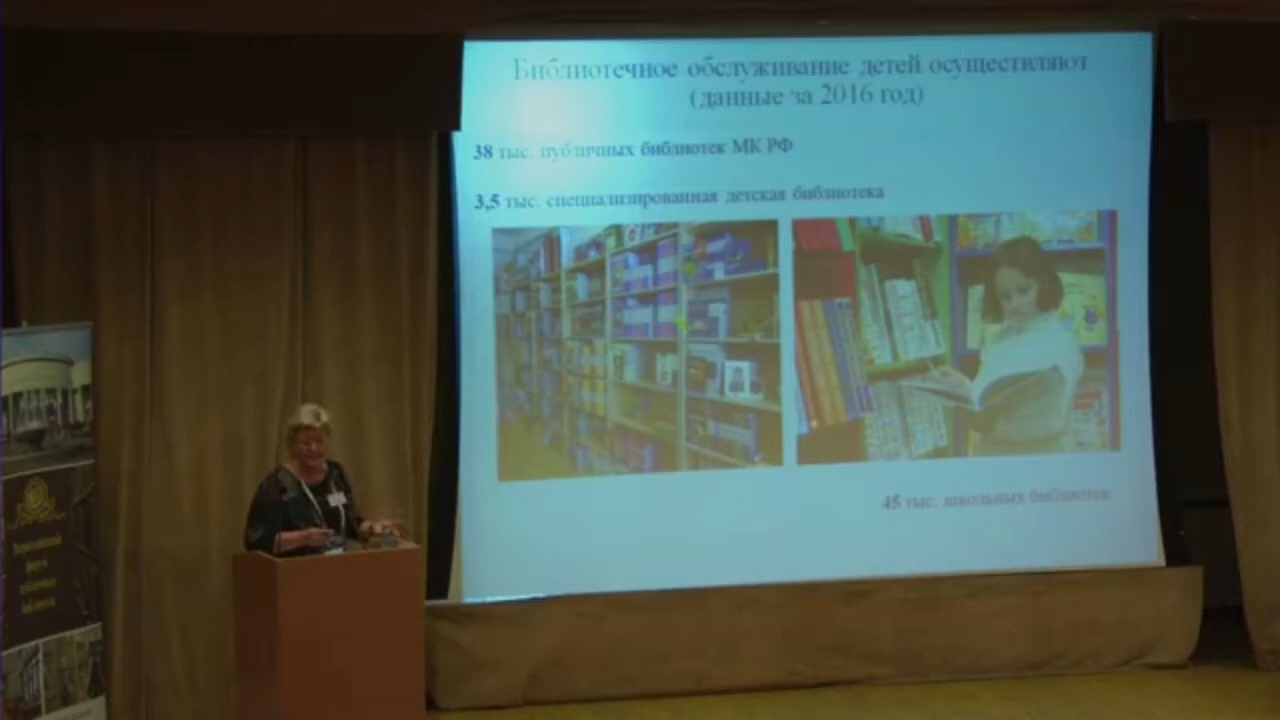 Библиотечное обслуживание детей осуществляют
(данные за 2016 год)
38 тыс. публичных библиотек МК РФ
3,5 тыс. специализированная детская библиотека
45 тыс. школьных библиотек